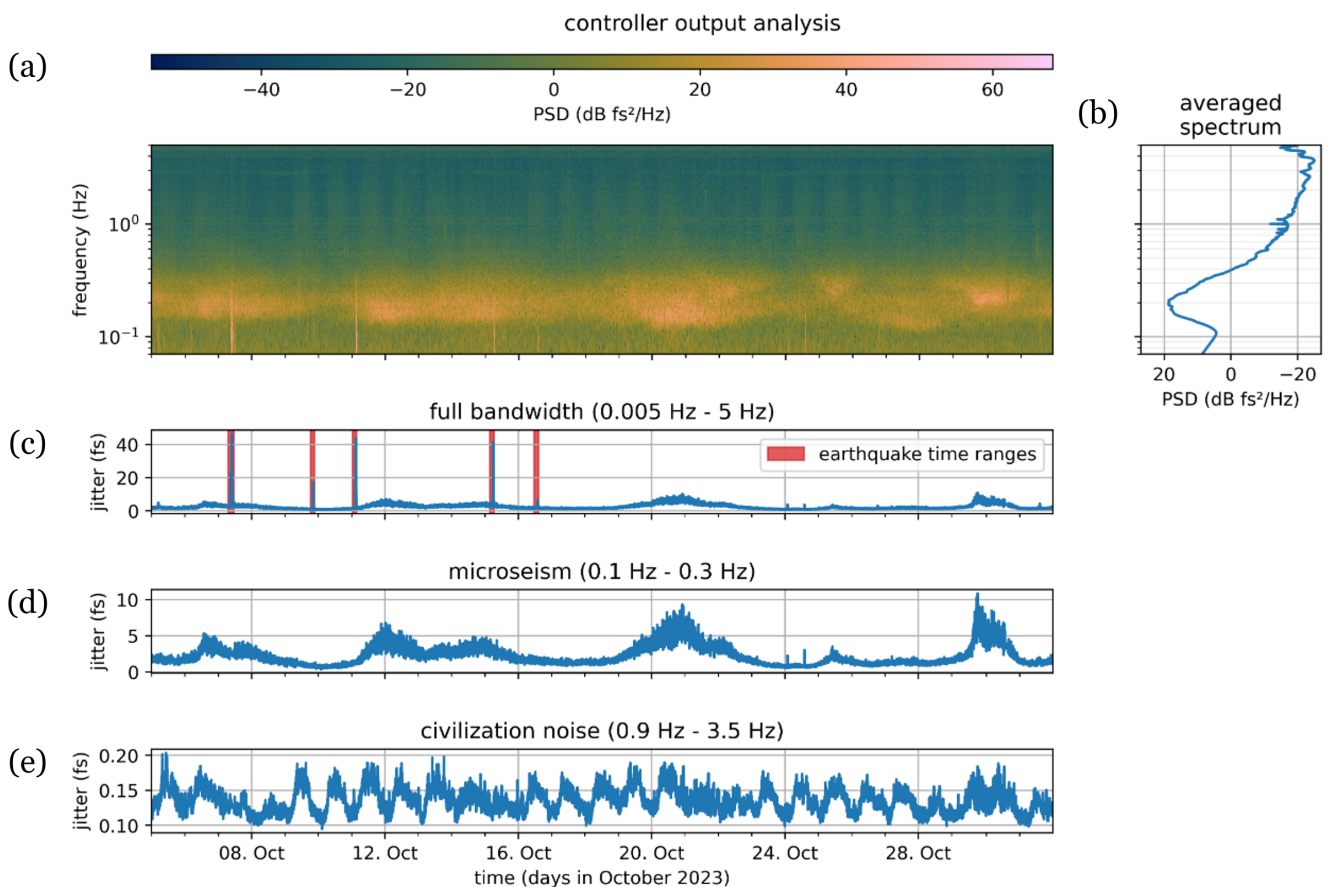 controller output analysis
(a)
−40 −20 0 20 40 60
PSD (dB fs²/Hz)
frequency (Hz)
10⁰
10⁻¹
(b)
averaged
spectrum
20 0 −20
PSD (dB fs²/Hz)
full bandwidth (0.005 Hz - 5 Hz)
(c)
jitter (fs)
40
20
0
earthquake time ranges
microseism (0.1 Hz - 0.3 Hz)
(d)
jitter (fs)
10
5
0
civilization noise (0.9 Hz - 3.5 Hz)
(e)
jitter (fs)
0.20
0.15
0.10
08. Oct 12. Oct 16. Oct 20. Oct 24. Oct 28. Oct
time (days in October 2023)